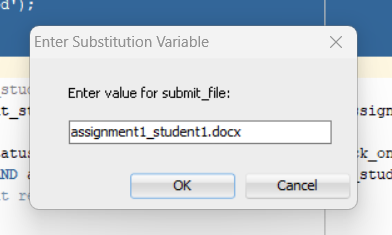 d');
Enter Substitution Variable
Enter value for submit_file:
assignment1_student1.docx
OK
Cancel